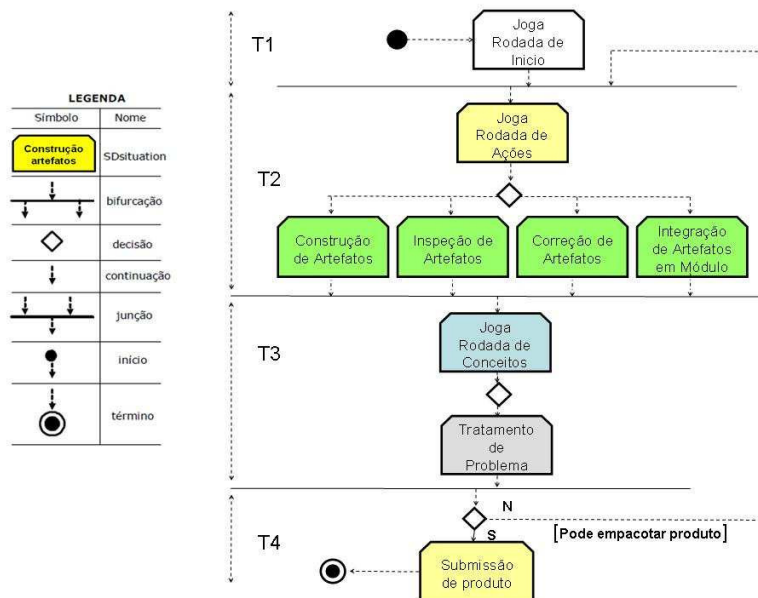 LEGENDA
Símbolo Nome
Construção
artefatos
SDsituation
bifurcação
decisão
continuação
junção
início
término
T1
Joga
Rodada de
Inicio
T2
Joga
Rodada de
Ações
Construção
de Artefatos
Inspeção de
Artefatos
Correção de
Artefatos
Integração
de Artefatos
em Módulo
T3
Joga
Rodada de
Conceitos
Tratamento
de
Problema
T4
N
S
[Pode empacotar produto]
Submissão
de produto